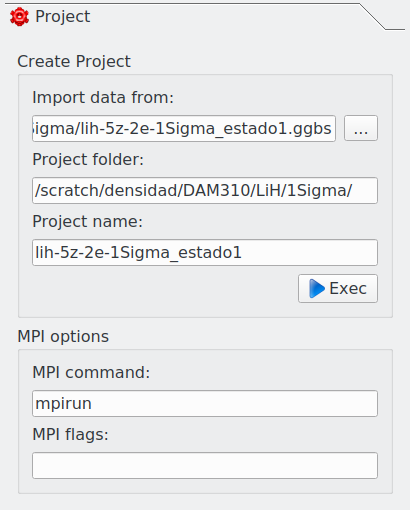 Project
Create Project
Import data from:
igma/lih-5z-2e-1Sigma_estado1.ggbs ...
Project folder:
/scratch/densidad/DAM310/LiH/1Sigma/
Project name:
lih-5z-2e-1Sigma_estado1
Exec
MPI options
MPI command:
mpirun
MPI flags: